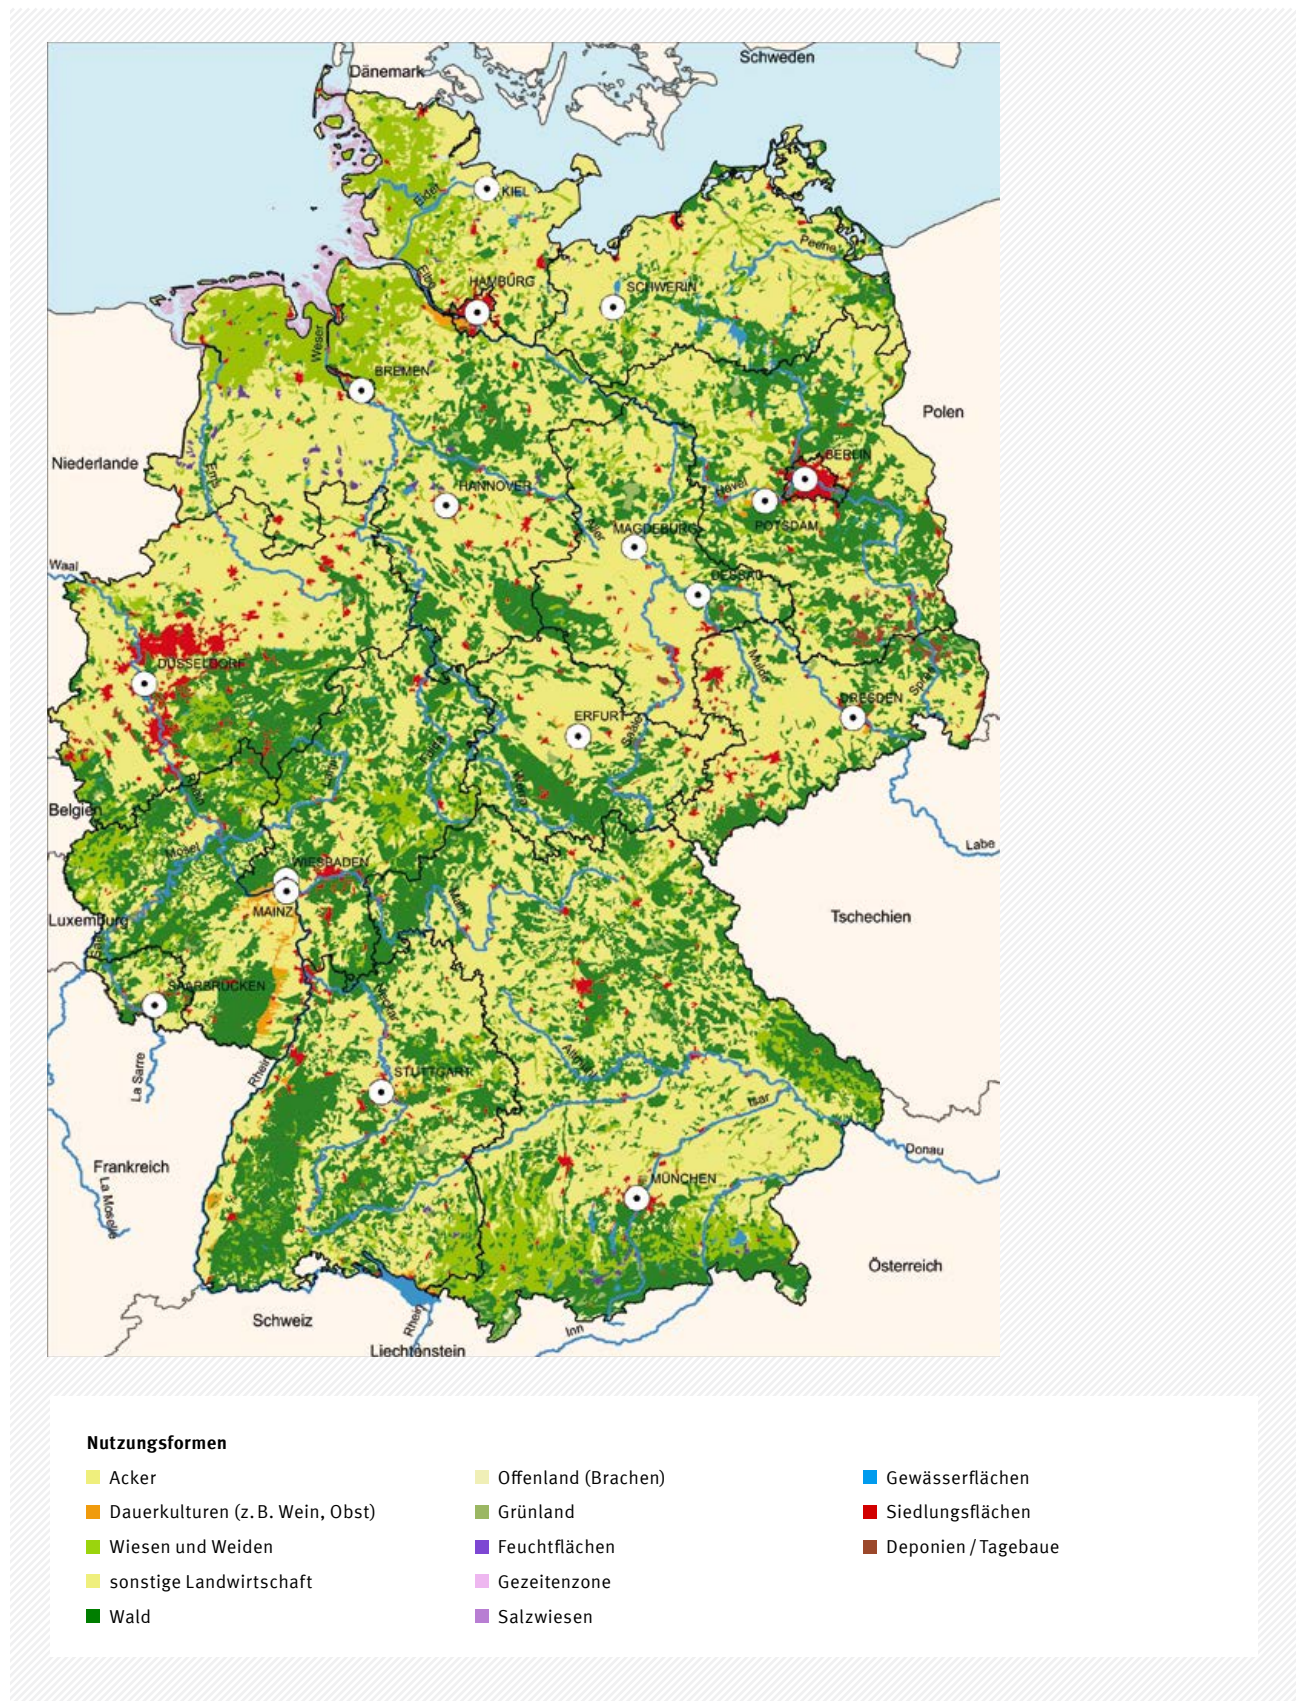 Schweden
Dänemark
Eider
KIEL
Peene
Elbe
HAMBURG
SCHWERIN
Weser
BREMEN
Polen
BERLIN
Niederlande
Ems
HANNOVER
Havel
Aller
MAGDEBURG
POTSDAM
Waal
DESSAU
DÜSSELDORF
Mulde
Spree
DRESDEN
ERFURT
Saale
Fulda
Lahn
Werra
Rhein
Belgien
Labe
Mosel
WIESBADEN
Main
MAINZ
Luxemburg
Tschechien
Saar
SAARBRÜCKEN
Neckar
Altmühl
La Sarre
Rhein
STUTTGART
Isar
Donau
Frankreich
MÜNCHEN
La Moselle
Österreich
Schweiz
Rhein
Inn
Liechtenstein
Nutzungsformen
Acker
Dauerkulturen (z. B. Wein, Obst)
Wiesen und Weiden
sonstige Landwirtschaft
Wald
Offenland (Brachen)
Grünland
Feuchtflächen
Gezeitenzone
Salzwiesen
Gewässerflächen
Siedlungsflächen
Deponien / Tagebaue